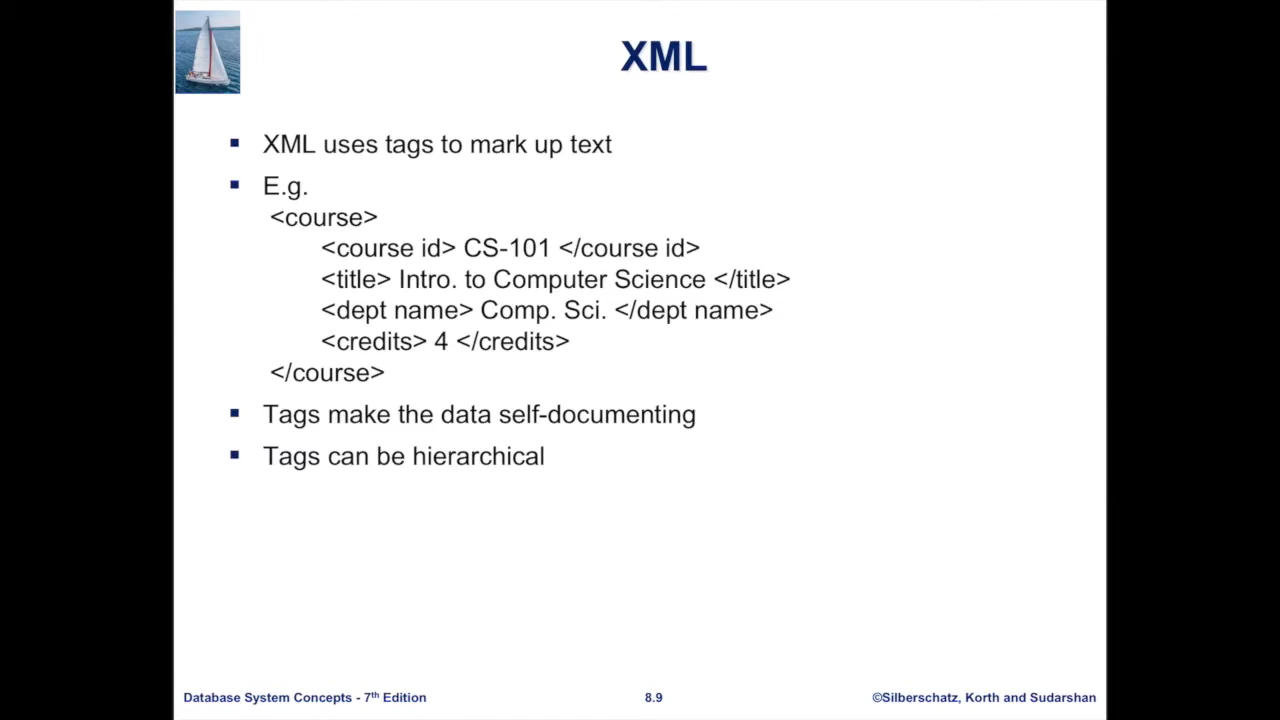 XML
▪ XML uses tags to mark up text
▪ E.g.
<course>
<course id> CS-101 </course id>
<title> Intro. to Computer Science </title>
<dept name> Comp. Sci. </dept name>
<credits> 4 </credits>
</course>
▪ Tags make the data self-documenting
▪ Tags can be hierarchical
Database System Concepts - 7th Edition
8.9
©Silberschatz, Korth and Sudarshan